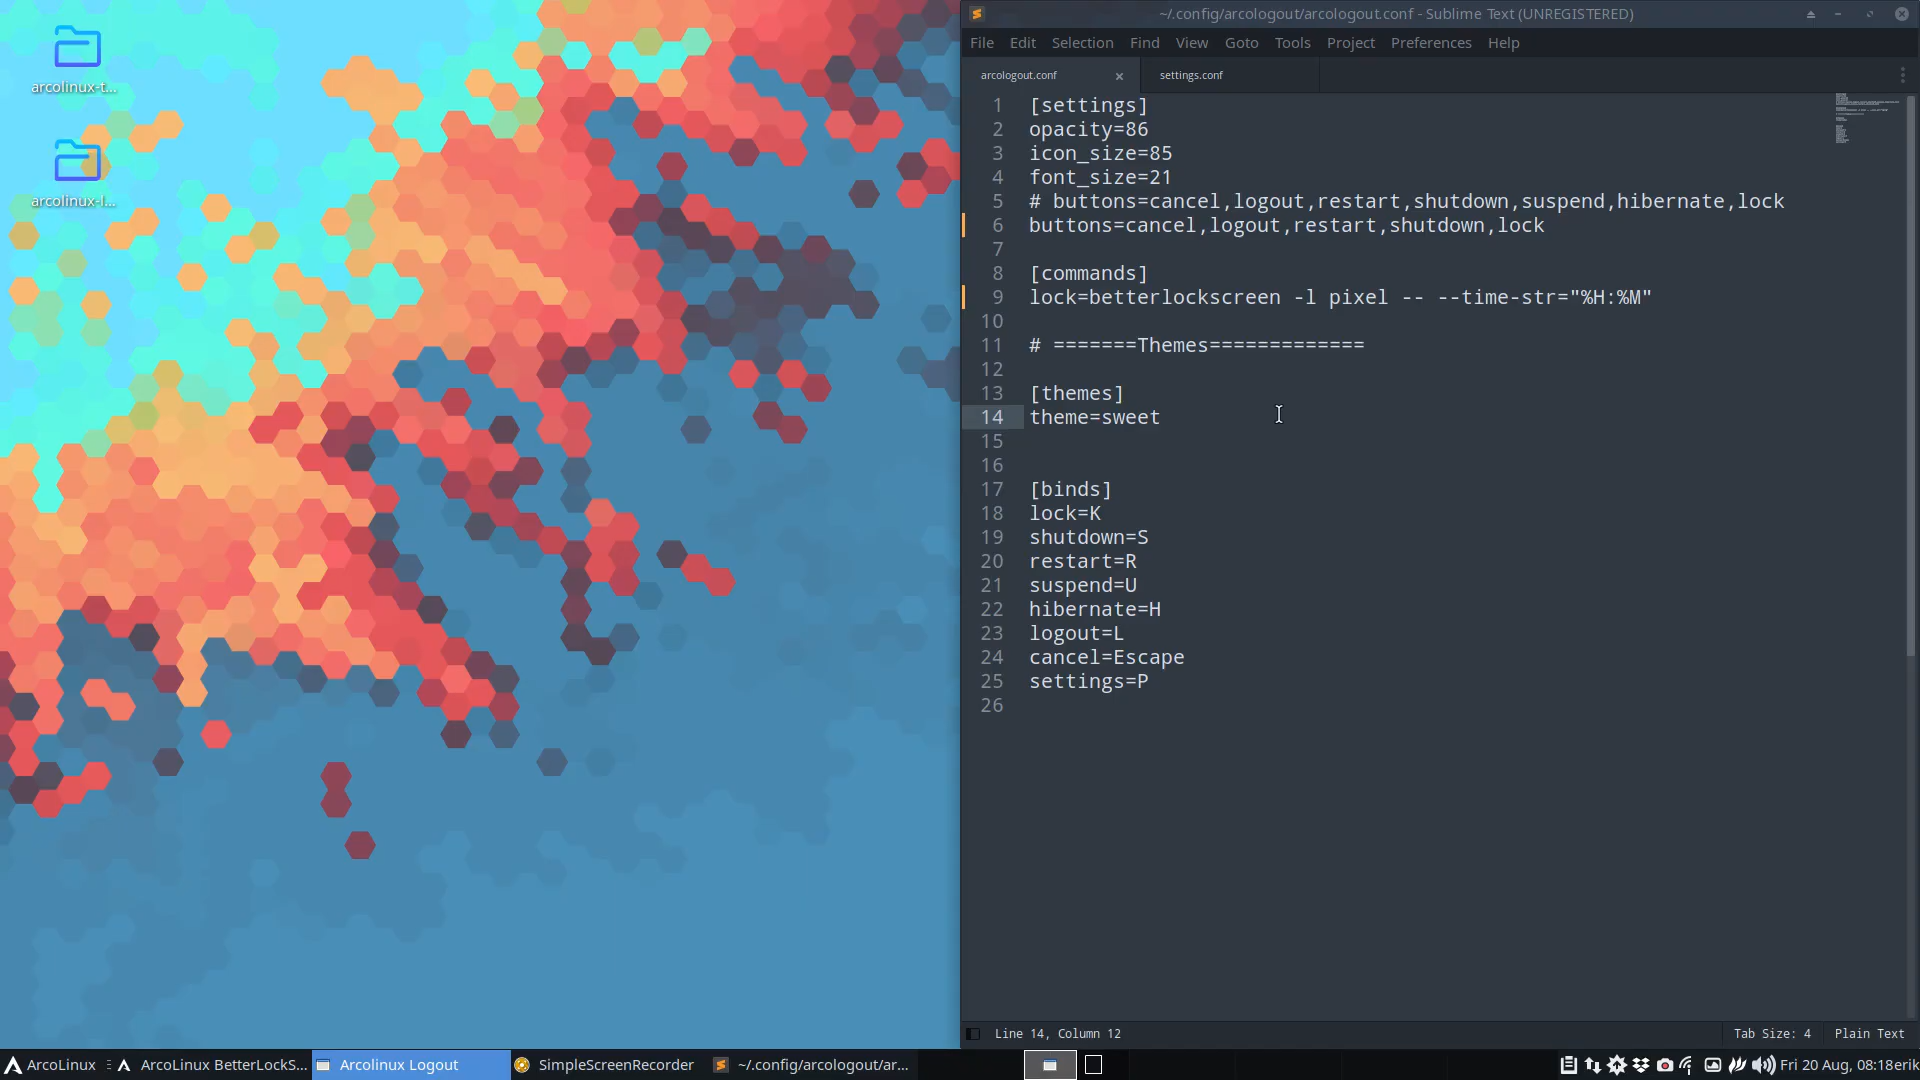 arcolinux-t...
arcolinux-l...
~/.config/arcologout/arcologout.conf - Sublime Text (UNREGISTERED)
File Edit Selection Find View Goto Tools Project Preferences Help
arcologout.conf
settings.conf
1 [settings]
2 opacity=86
3 icon_size=85
4 font_size=21
5 # buttons=cancel,logout,restart,shutdown,suspend,hibernate,lock
6 buttons=cancel,logout,restart,shutdown,lock
7
8 [commands]
9 lock=betterlockscreen -l pixel -- --time-str="%H:%M"
10
11 # =======Themes=============
12
13 [themes]
14 theme=sweet
15
16
17 [binds]
18 lock=K
19 shutdown=S
20 restart=R
21 suspend=U
22 hibernate=H
23 logout=L
24 cancel=Escape
25 settings=P
26
Line 14, Column 12
Tab Size: 4
Plain Text
ArcoLinux
ArcoLinux BetterLockS...
Arcolinux Logout
SimpleScreenRecorder
~/.config/arcologout/ar...
Fri 20 Aug, 08:18erik